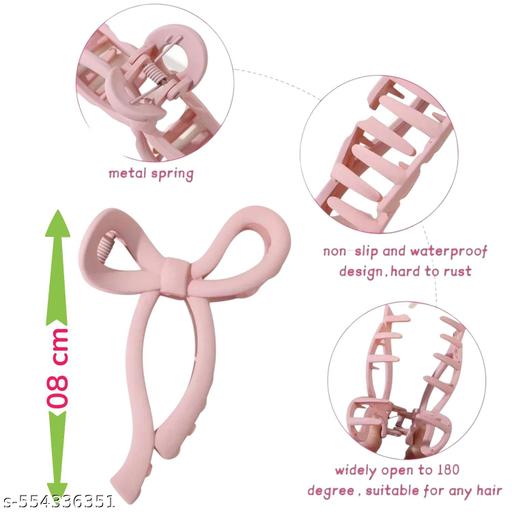 metal spring
non slip and waterproof
design,hard to rust
08 cm
widely open to 180
degree , suitable for any hair
s-554336351